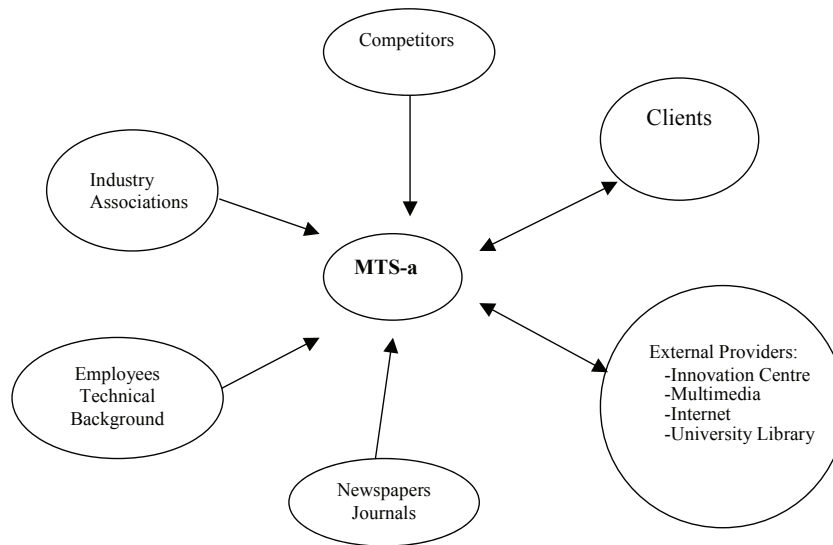 Competitors
Clients
Industry
Associations
MTS-a
External Providers:
-Innovation Centre
-Multimedia
-Internet
-University Library
Employees
Technical
Background
Newspapers
Journals